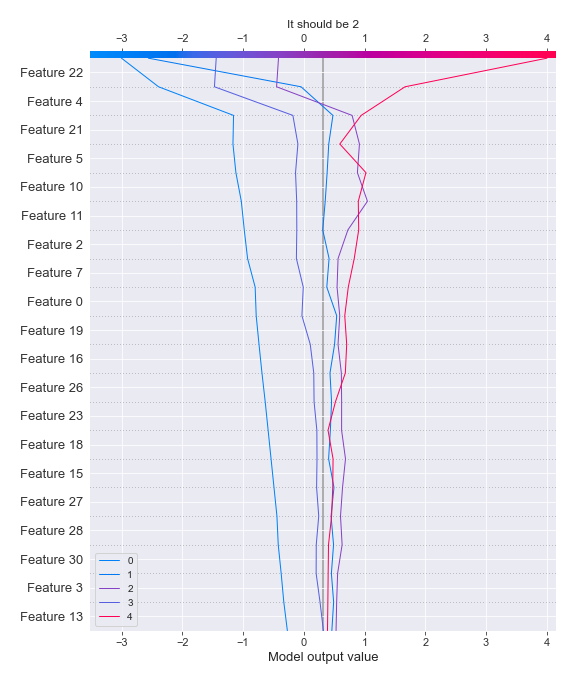 It should be 2
−3 −2 −1 0 1 2 3 4
Feature 22
Feature 4
Feature 21
Feature 5
Feature 10
Feature 11
Feature 2
Feature 7
Feature 0
Feature 19
Feature 16
Feature 26
Feature 23
Feature 18
Feature 15
Feature 27
Feature 28
Feature 30
Feature 3
Feature 13
0
1
2
3
4
−3 −2 −1 0 1 2 3 4
Model output value